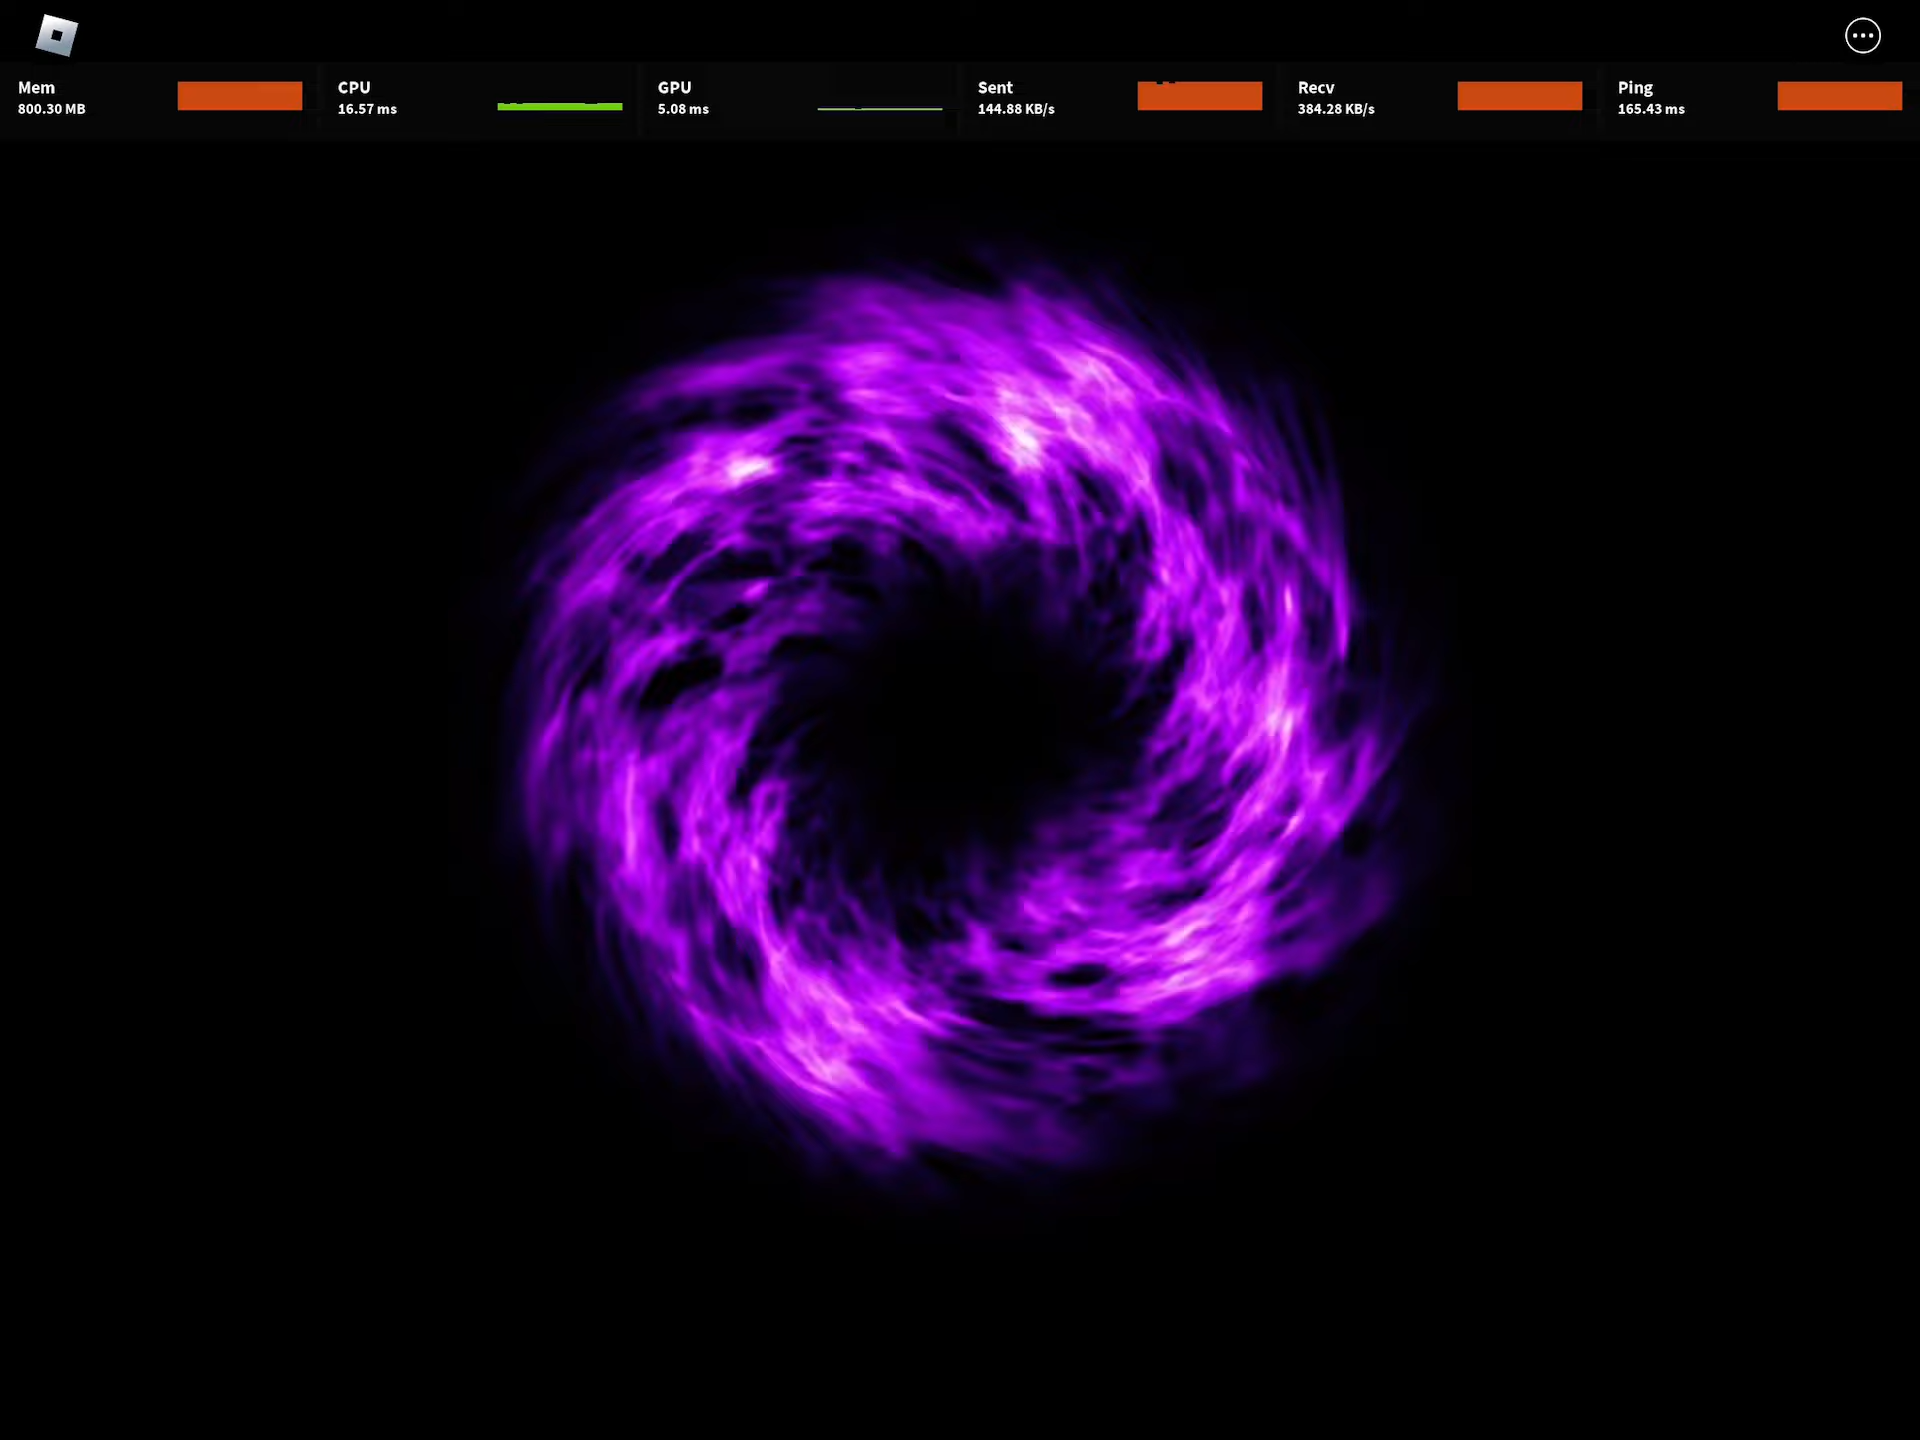 Mem
800.30 MB
CPU
16.57 ms
GPU
5.08 ms
Sent
144.88 KB/s
Recv
384.28 KB/s
Ping
165.43 ms